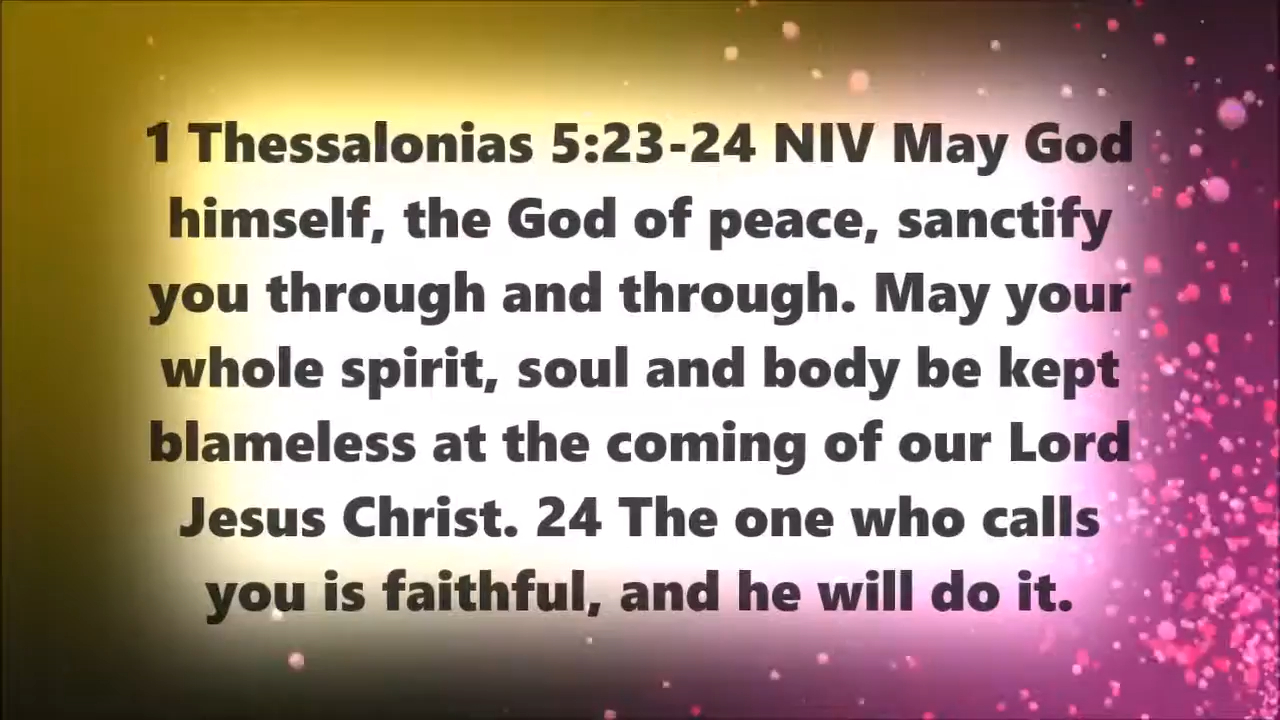 1 Thessalonias 5:23-24 NIV May God
himself, the God of peace, sanctify
you through and through. May your
whole spirit, soul and body be kept
blameless at the coming of our Lord
Jesus Christ. 24 The one who calls
you is faithful, and he will do it.